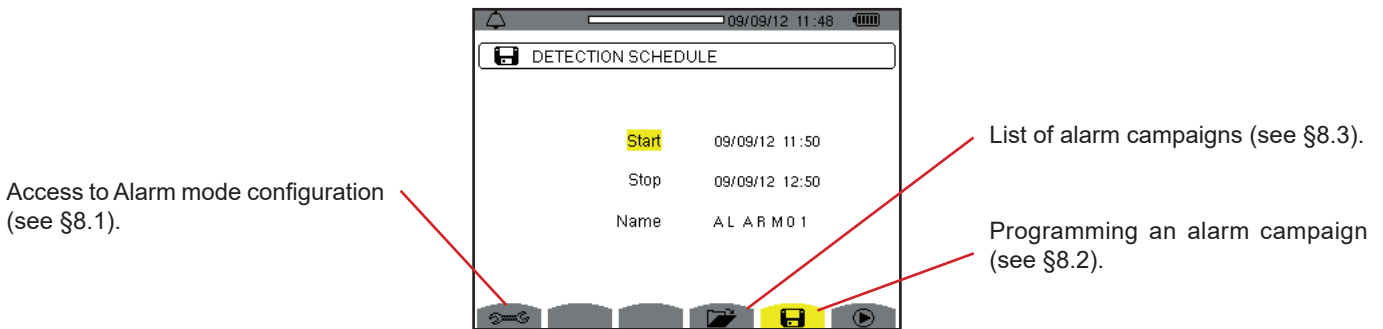 09/09/12 11:48
DETECTION SCHEDULE
Start 09/09/12 11:50
Stop 09/09/12 12:50
Name ALARM01
Access to Alarm mode configuration
(see §8.1).
List of alarm campaigns (see §8.3).
Programming an alarm campaign
(see §8.2).